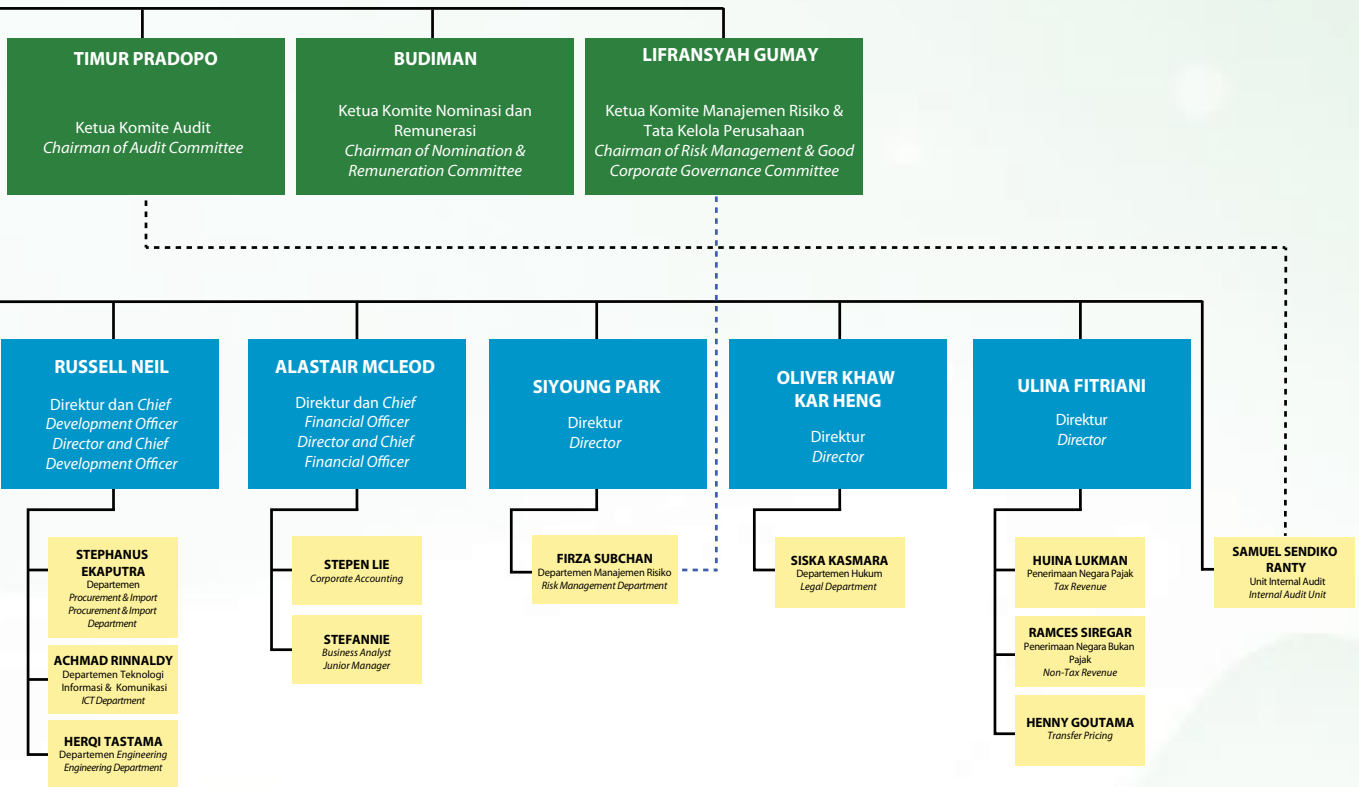 TIMUR PRADOPO
Ketua Komite Audit
Chairman of Audit Committee
BUDIMAN
Ketua Komite Nominasi dan
Remunerasi
Chairman of Nomination &
Remuneration Committee
LIFRANSYAH GUMAY
Ketua Komite Manajemen Risiko &
Tata Kelola Perusahaan
Chairman of Risk Management & Good
Corporate Governance Committee
RUSSELL NEIL
Direktur dan Chief
Development Officer
Director and Chief
Development Officer
ALASTAIR MCLEOD
Direktur dan Chief
Financial Officer
Director and Chief
Financial Officer
SIYOUNG PARK
Direktur
Director
OLIVER KHAW
KAR HENG
Direktur
Director
ULINA FITRIANI
Direktur
Director
STEPHANUS
EKAPUTRA
Departemen
Procurement & Import
Procurement & Import
Department
ACHMAD RINNALDY
Departemen Teknologi
Informasi & Komunikasi
ICT Department
HERQI TASTAMA
Departemen Engineering
Engineering Department
STEPEN LIE
Corporate Accounting
STEFANNIE
Business Analyst
Junior Manager
FIRZA SUBCHAN
Departemen Manajemen Risiko
Risk Management Department
SISKA KASMARA
Departemen Hukum
Legal Department
HUINA LUKMAN
Penerimaan Negara Pajak
Tax Revenue
RAMCES SIREGAR
Penerimaan Negara Bukan
Pajak
Non-Tax Revenue
HENNY GOUTAMA
Transfer Pricing
SAMUEL SENDIKO
RANTY
Unit Internal Audit
Internal Audit Unit